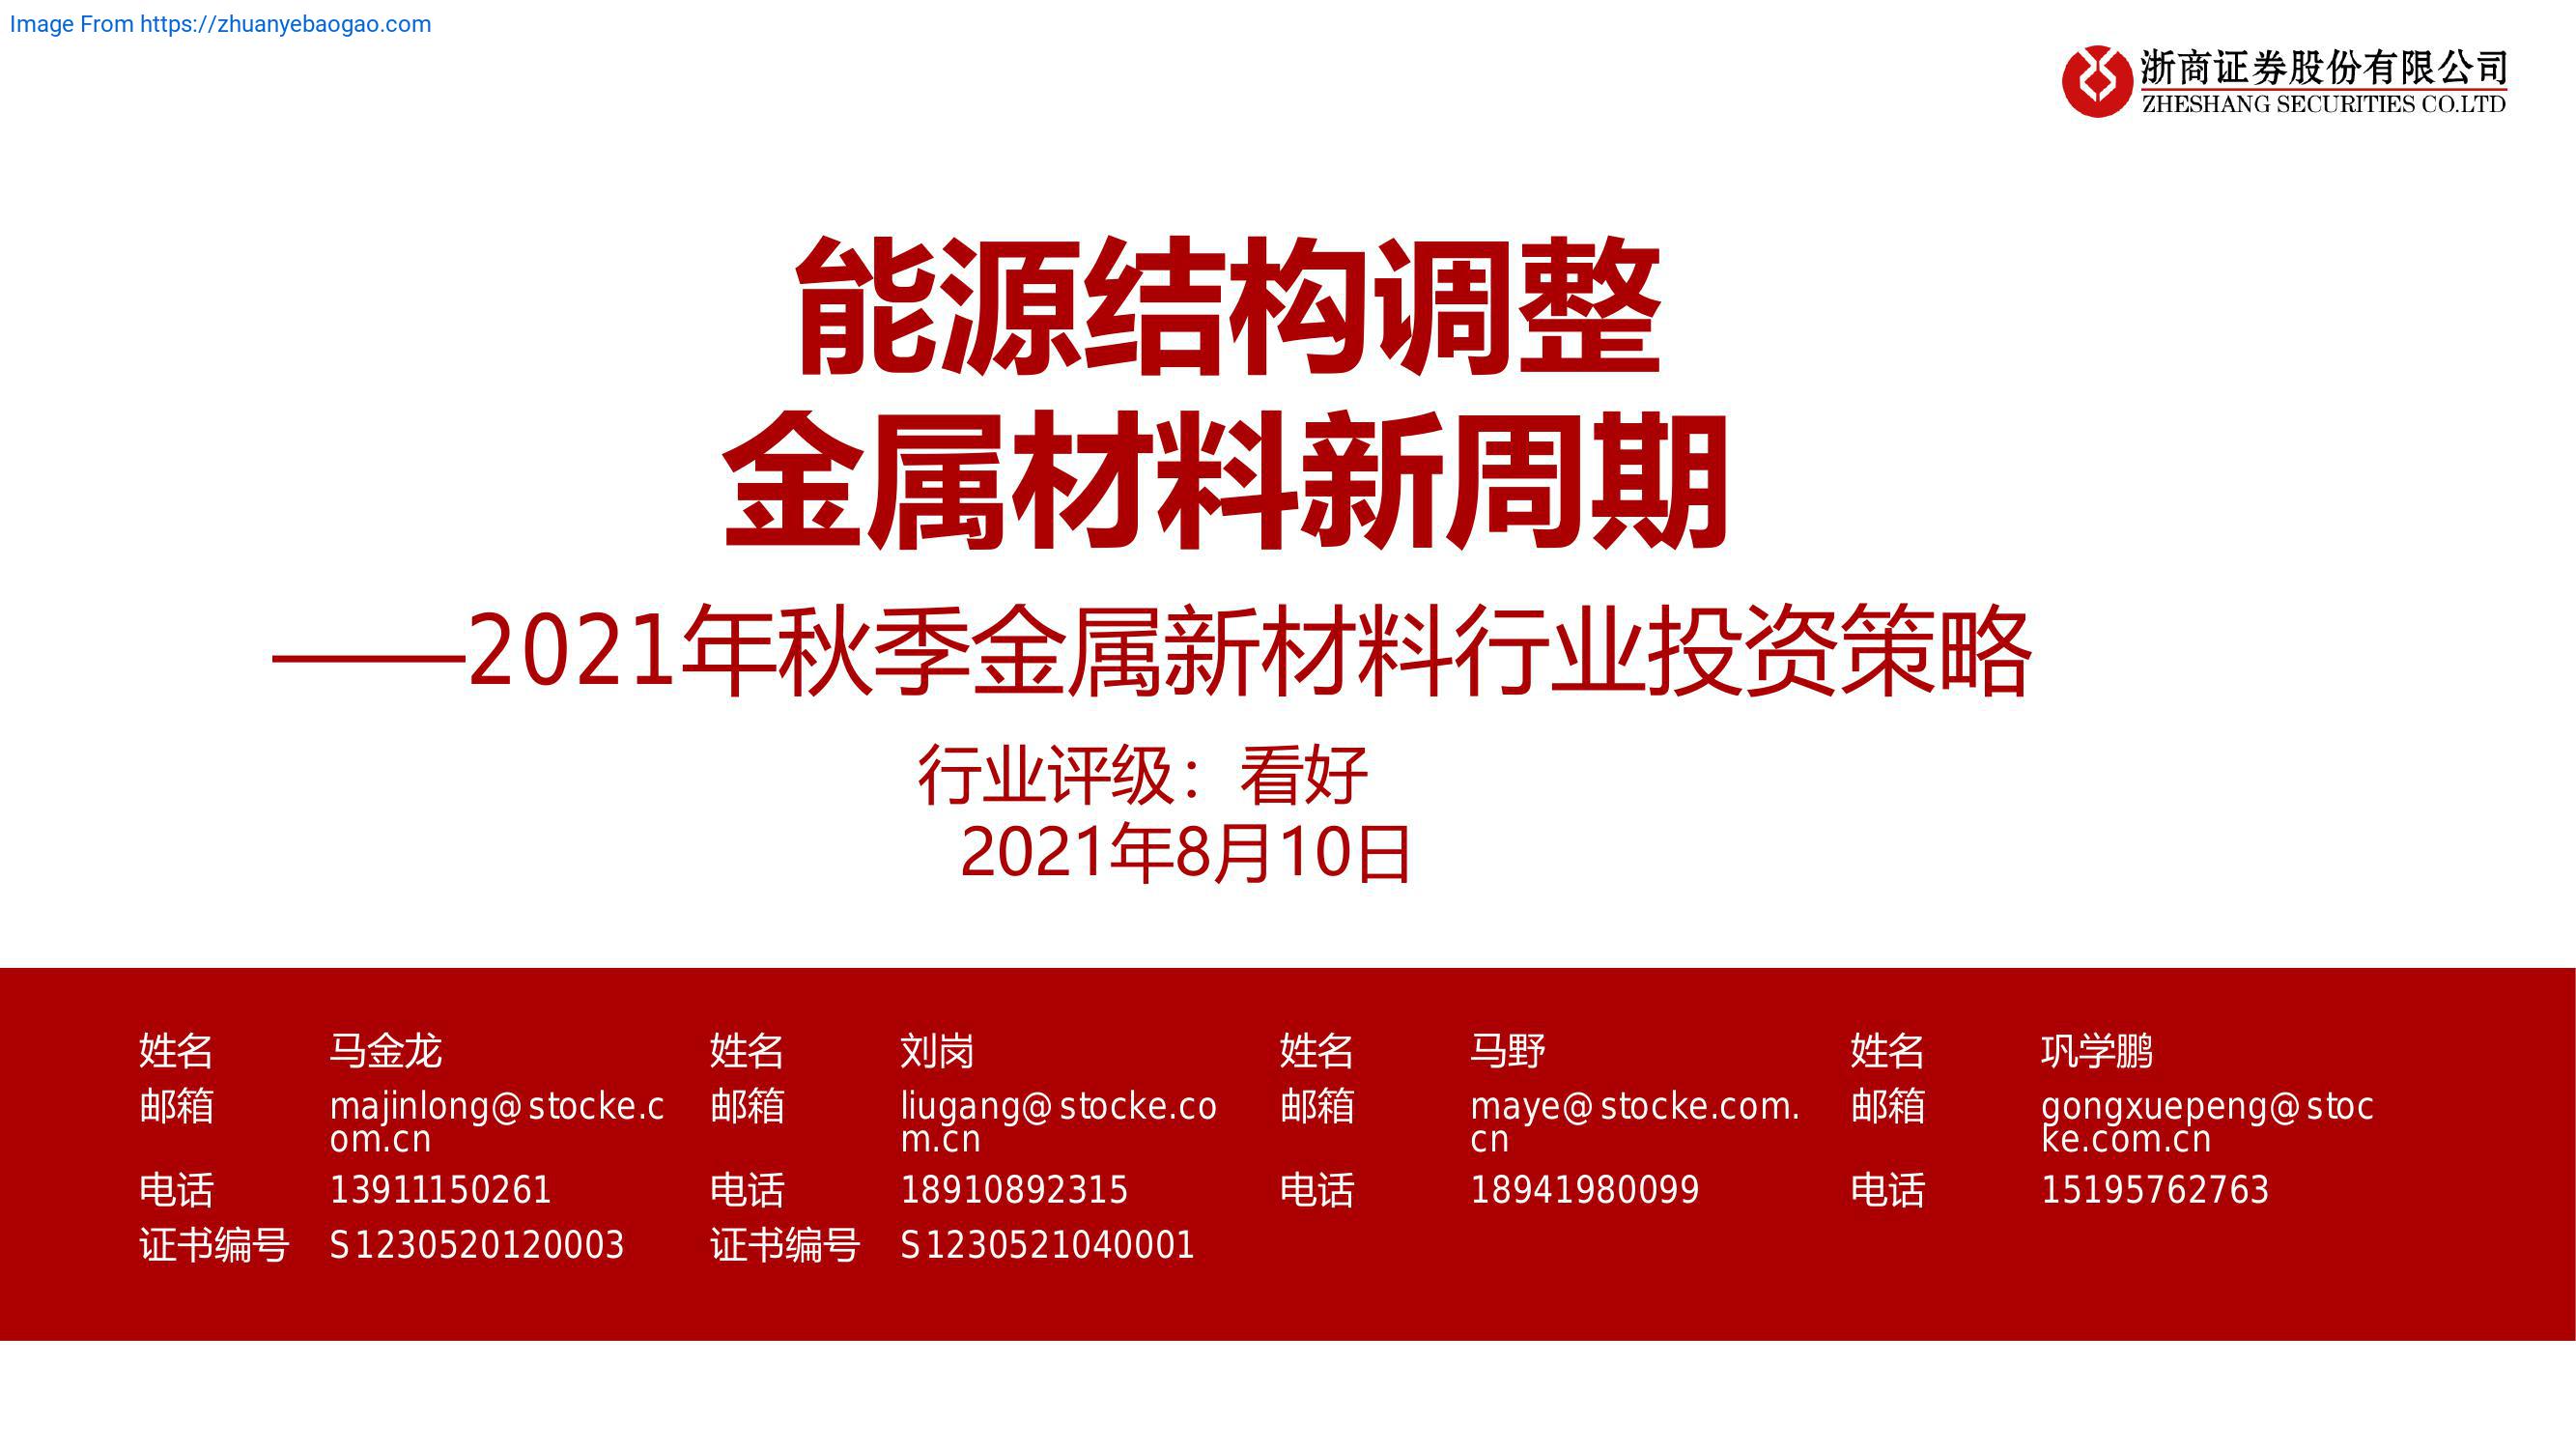 Image From https://zhuanyebaogao.com
浙商证券股份有限公司
ZHESHANG SECURITIES CO.LTD
能源结构调整
金属材料新周期
——2021年秋季金属新材料行业投资策略
行业评级：看好
2021年8月10日
姓名 马金龙 姓名 刘岗 姓名 马野 姓名 巩学鹏
邮箱 majinlong@stocke.c 邮箱 liugang@stocke.co 邮箱 maye@stocke.com. 邮箱 gongxuepeng@stoc
om.cn m.cn cn ke.com.cn
电话 13911150261 电话 18910892315 电话 18941980099 电话 15195762763
证书编号 S1230520120003 证书编号 S1230521040001